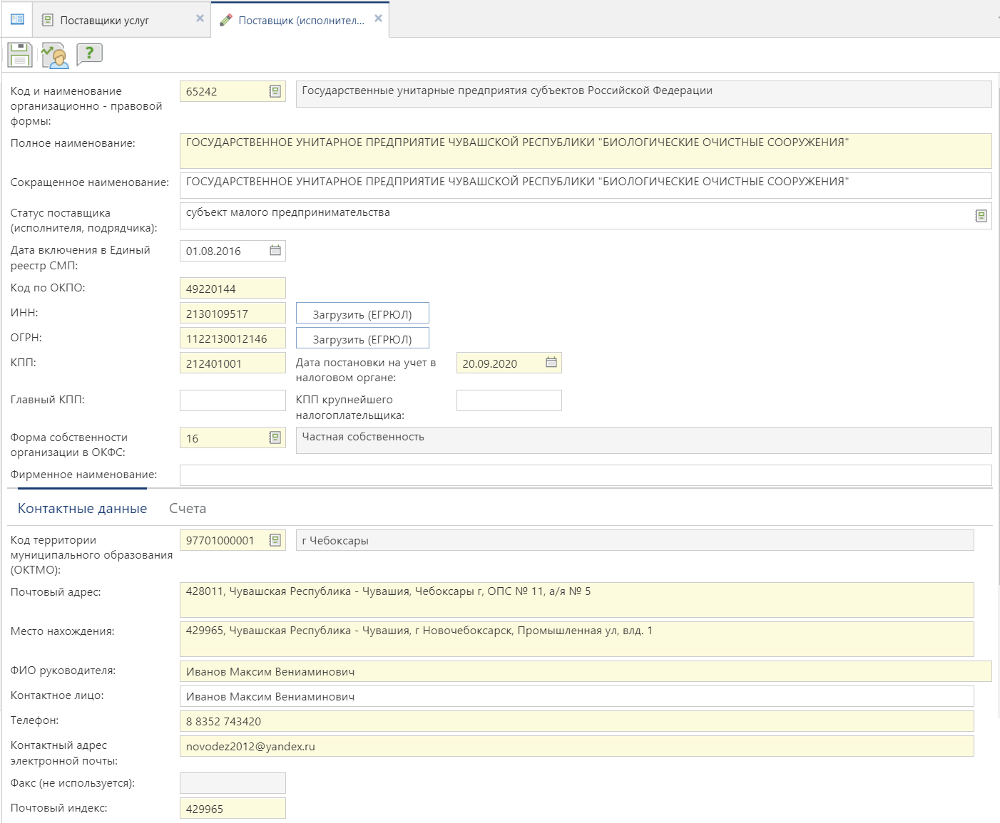 Поставщики услуг
Поставщик (исполнител...
Код и наименование
организационно - правовой
формы:
65242
Государственные унитарные предприятия субъектов Российской Федерации
Полное наименование:
ГОСУДАРСТВЕННОЕ УНИТАРНОЕ ПРЕДПРИЯТИЕ ЧУВАШСКОЙ РЕСПУБЛИКИ "БИОЛОГИЧЕСКИЕ ОЧИСТНЫЕ СООРУЖЕНИЯ"
Сокращенное наименование:
ГОСУДАРСТВЕННОЕ УНИТАРНОЕ ПРЕДПРИЯТИЕ ЧУВАШСКОЙ РЕСПУБЛИКИ "БИОЛОГИЧЕСКИЕ ОЧИСТНЫЕ СООРУЖЕНИЯ"
Статус поставщика
(исполнителя, подрядчика):
субъект малого предпринимательства
Дата включения в Единый
реестр СМП:
01.08.2016
Код по ОКПО:
49220144
ИНН:
2130109517
Загрузить (ЕГРЮЛ)
ОГРН:
1122130012146
Загрузить (ЕГРЮЛ)
КПП:
212401001
Дата постановки на учет в
налоговом органе:
20.09.2020
Главный КПП:
КПП крупнейшего
налогоплательщика:
Форма собственности
организации в ОКФС:
16
Частная собственность
Фирменное наименование:
Контактные данные
Счета
Код территории
муниципального образования
(ОКТМО):
97701000001
г Чебоксары
Почтовый адрес:
428011, Чувашская Республика - Чувашия, Чебоксары г, ОПС № 11, а/я № 5
Место нахождения:
429965, Чувашская Республика - Чувашия, г Новочебоксарск, Промышленная ул, влд. 1
ФИО руководителя:
Иванов Максим Вениаминович
Контактное лицо:
Иванов Максим Вениаминович
Телефон:
8 8352 743420
Контактный адрес
электронной почты:
novodez2012@yandex.ru
Факс (не используется):
Почтовый индекс:
429965